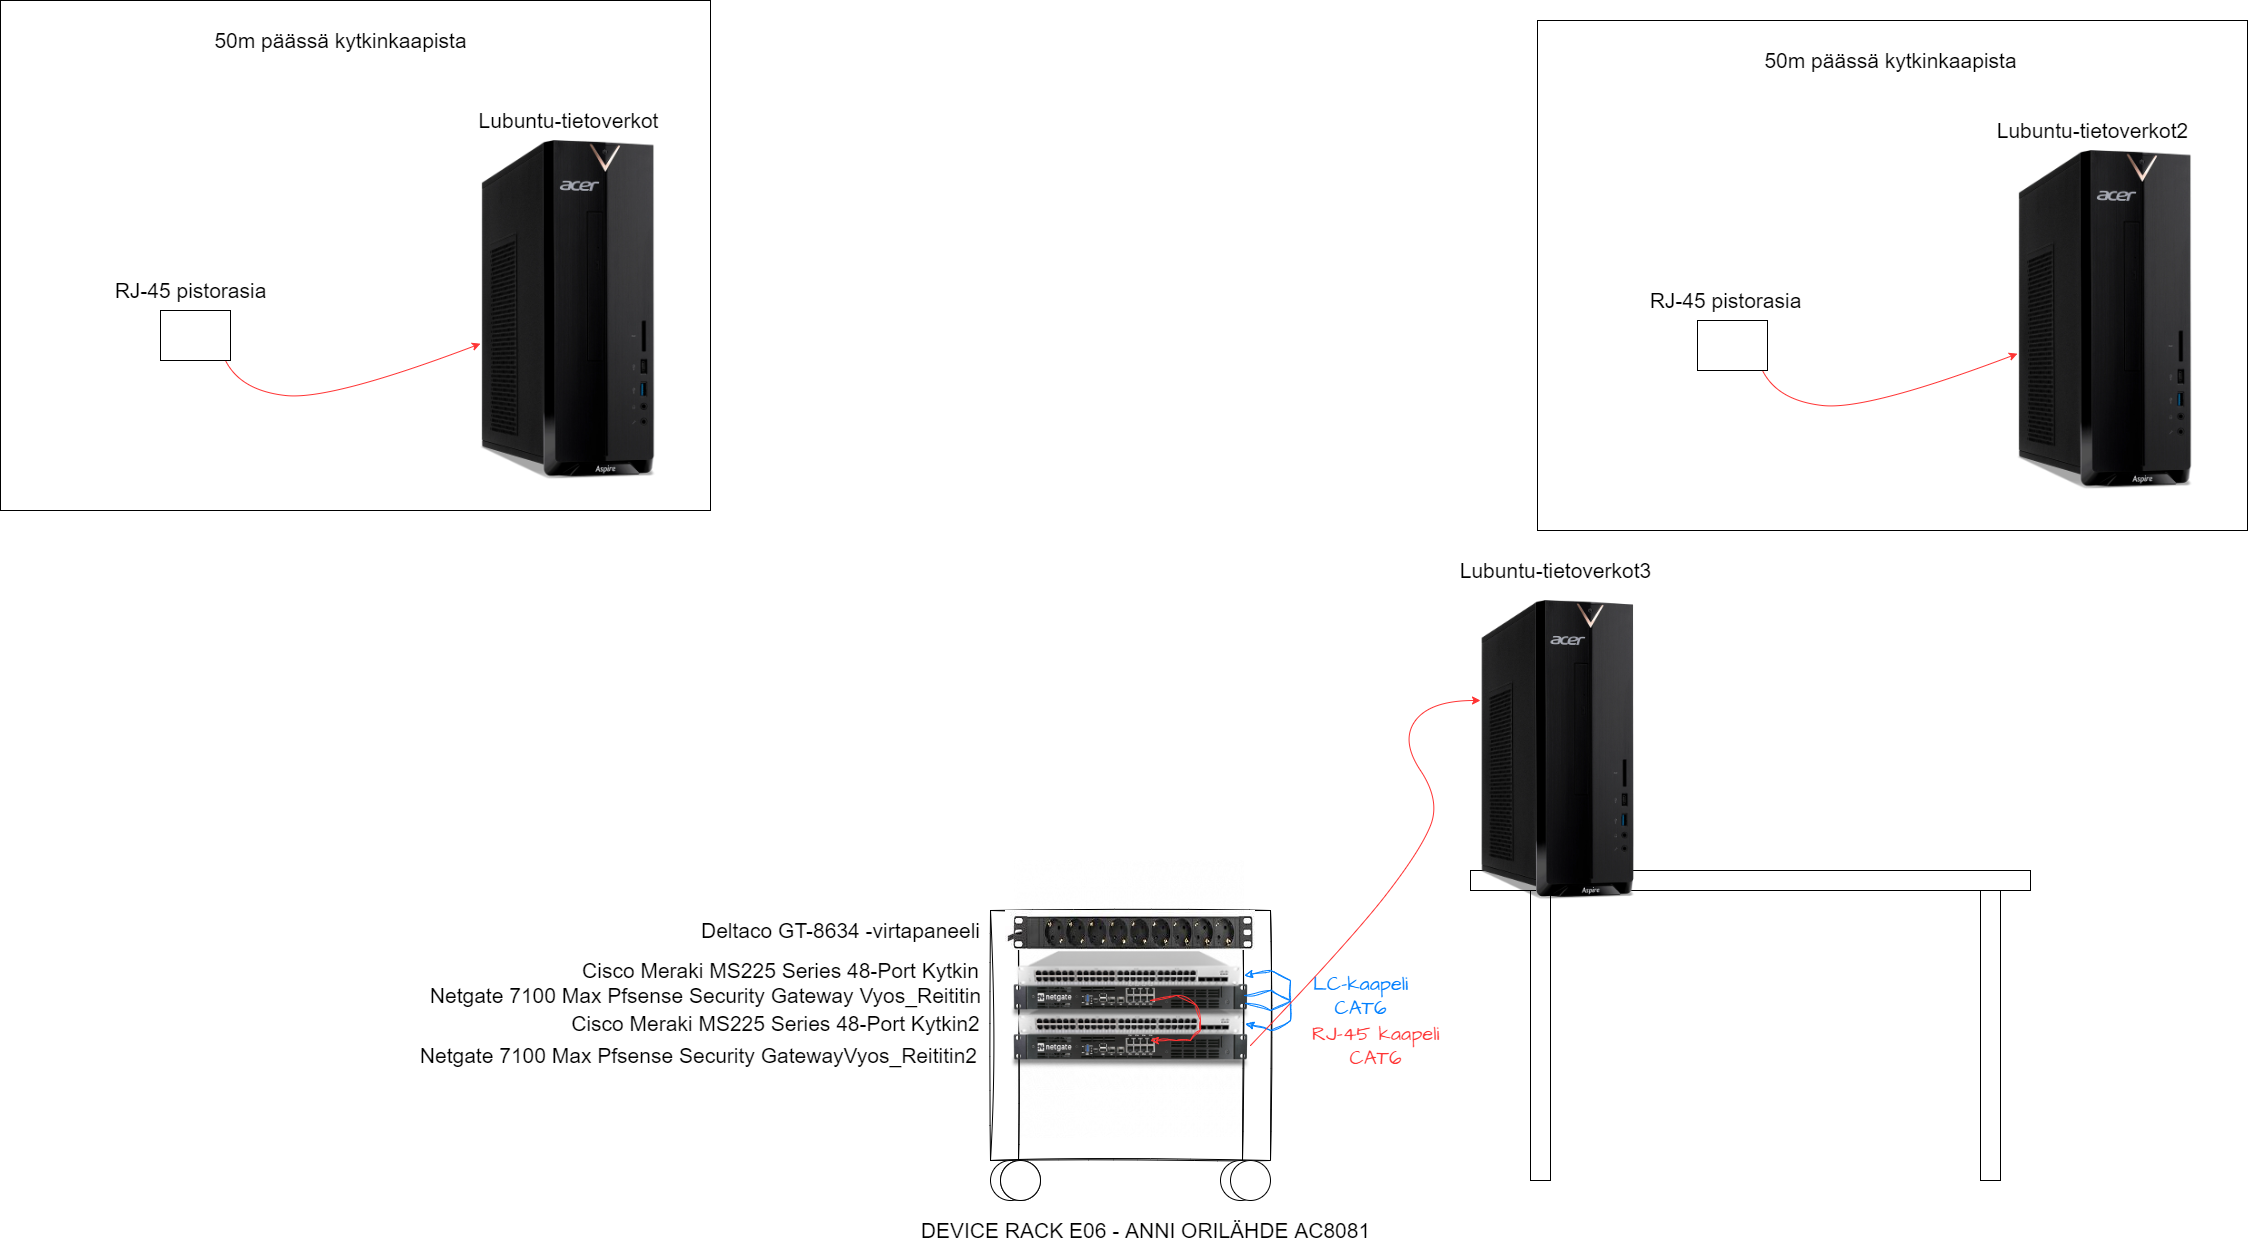 50m päässä kytkinkaapista
50m päässä kytkinkaapista
Lubuntu-tietoverkot
Lubuntu-tietoverkot2
acer
acer
RJ-45 pistorasia
RJ-45 pistorasia
Aspire
Aspire
Lubuntu-tietoverkot3
acer
Aspire
Deltaco GT-8634 -virtapaneeli
Cisco Meraki MS225 Series 48-Port Kytkin
Netgate 7100 Max Pfsense Security Gateway Vyos_Reititin
netgate
Cisco Meraki MS225 Series 48-Port Kytkin2
Netgate 7100 Max Pfsense Security GatewayVyos_Reititin2
netgate
LC-kaapeli
CAT6
RJ-45 kaapeli
CAT6
DEVICE RACK E06 - ANNI ORILÄHDE AC8081